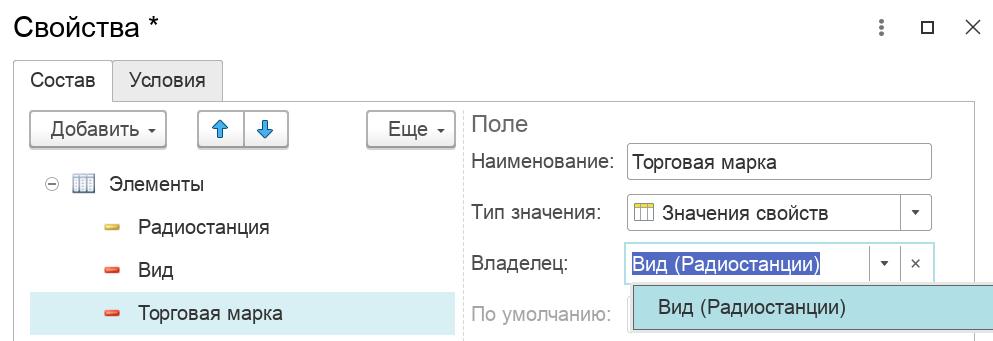 Свойства *
Состав
Условия
Добавить
Еще
Элементы
Радиостанция
Вид
Торговая марка
Поле
Наименование: Торговая марка
Тип значения: Значения свойств
Владелец: Вид (Радиостанции)
Вид (Радиостанции)
По умолчанию: